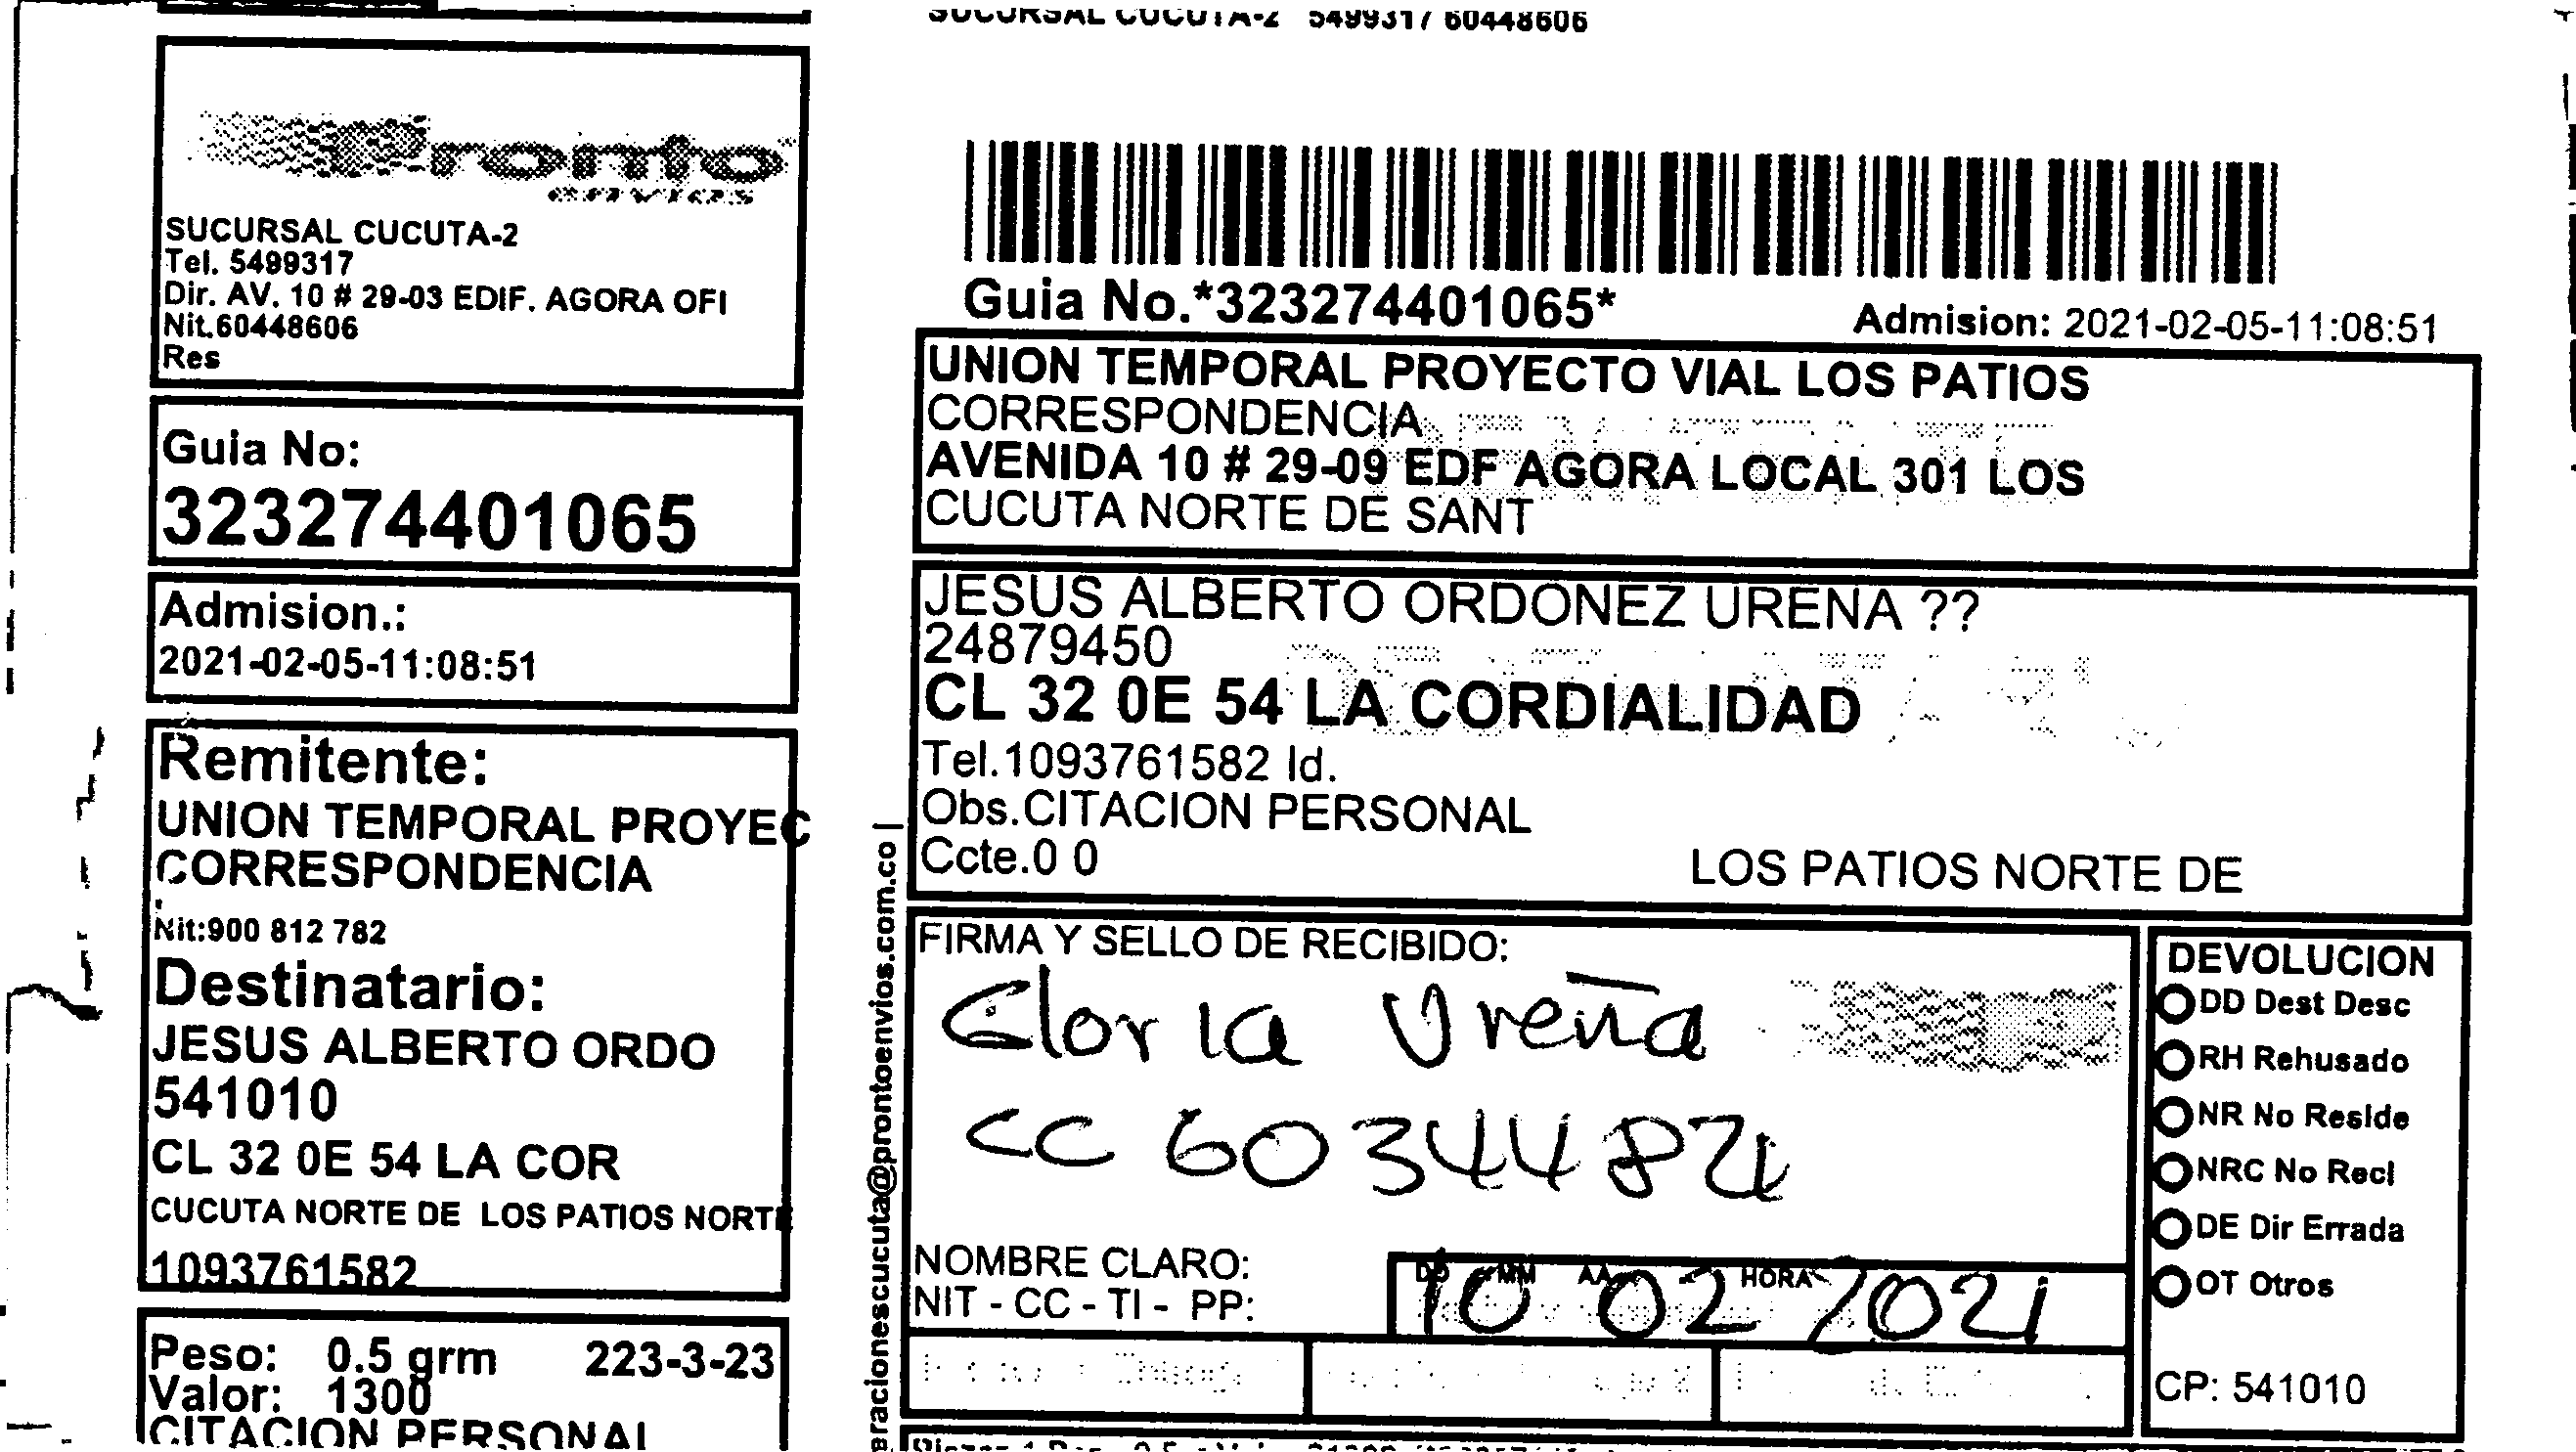 SUCURSAL CUCUTA-2 5499317 60448606
Pronto
envios
SUCURSAL CUCUTA-2
Tel. 5499317
Dir. AV. 10 # 29-03 EDIF. AGORA OFI
Nit.60448606
Res
Guia No:
323274401065
Admision.:
2021-02-05-11:08:51
Remitente:
UNION TEMPORAL PROYEC
CORRESPONDENCIA
Nit:900 812 782
Destinatario:
JESUS ALBERTO ORDO
541010
CL 32 0E 54 LA COR
CUCUTA NORTE DE LOS PATIOS NORTE
1093761582
Peso: 0.5 grm 223-3-23
Valor: 1300
CITACION PERSONAL
Guia No.*323274401065*
Admision: 2021-02-05-11:08:51
UNION TEMPORAL PROYECTO VIAL LOS PATIOS
CORRESPONDENCIA
AVENIDA 10 # 29-09 EDF AGORA LOCAL 301 LOS
CUCUTA NORTE DE SANT
JESUS ALBERTO ORDONEZ URENA ??
24879450
CL 32 0E 54 LA CORDIALIDAD
Tel.1093761582 Id.
Obs.CITACION PERSONAL
Ccte.0 0
LOS PATIOS NORTE DE
racionescucuta@prontoenvios.com.co |
FIRMA Y SELLO DE RECIBIDO:
Gloria Ureña
CC 60344821
NOMBRE CLARO:
NIT - CC - TI - PP:
DD MM AA HORA
10 02 2021
DEVOLUCION
DD Dest Desc
RH Rehusado
NR No Reside
NRC No Recl
DE Dir Errada
OT Otros
CP: 541010